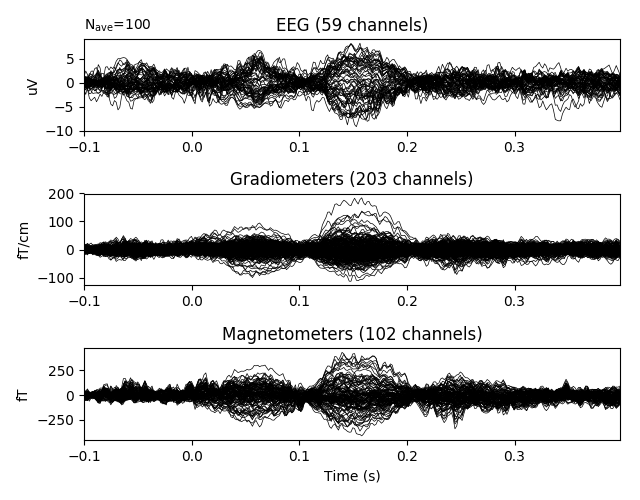 N_ave=100
EEG (59 channels)
5
0
−5
−10
uV
−0.1 0.0 0.1 0.2 0.3
Gradiometers (203 channels)
200
100
0
−100
fT/cm
−0.1 0.0 0.1 0.2 0.3
Magnetometers (102 channels)
250
0
−250
fT
−0.1 0.0 0.1 0.2 0.3
Time (s)